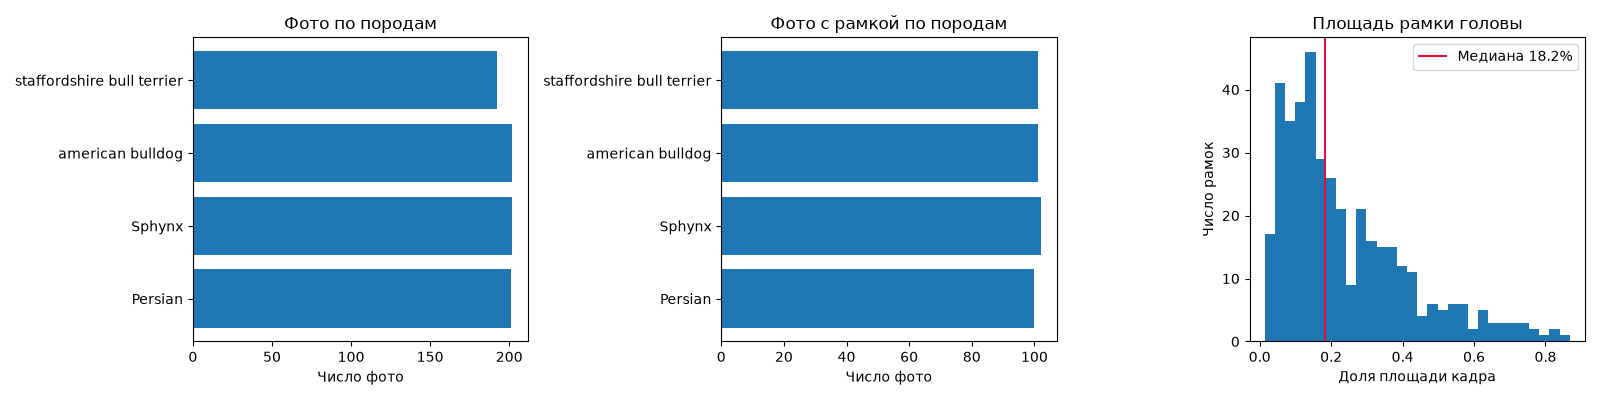 Фото по породам
staffordshire bull terrier
american bulldog
Sphynx
Persian
0 50 100 150 200
Число фото
Фото с рамкой по породам
staffordshire bull terrier
american bulldog
Sphynx
Persian
0 20 40 60 80 100
Число фото
Площадь рамки головы
Медиана 18.2%
Число рамок
40
30
20
10
0
0.0 0.2 0.4 0.6 0.8
Доля площади кадра